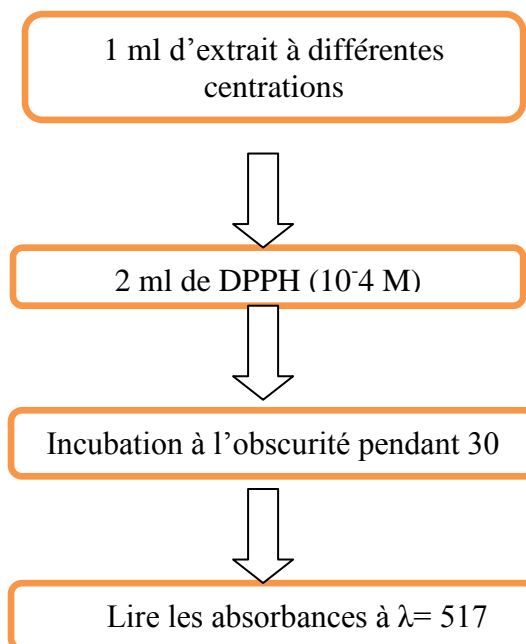 1 ml d’extrait à différentes
centrations
2 ml de DPPH (10⁻4 M)
Incubation à l’obscurité pendant 30
Lire les absorbances à λ= 517